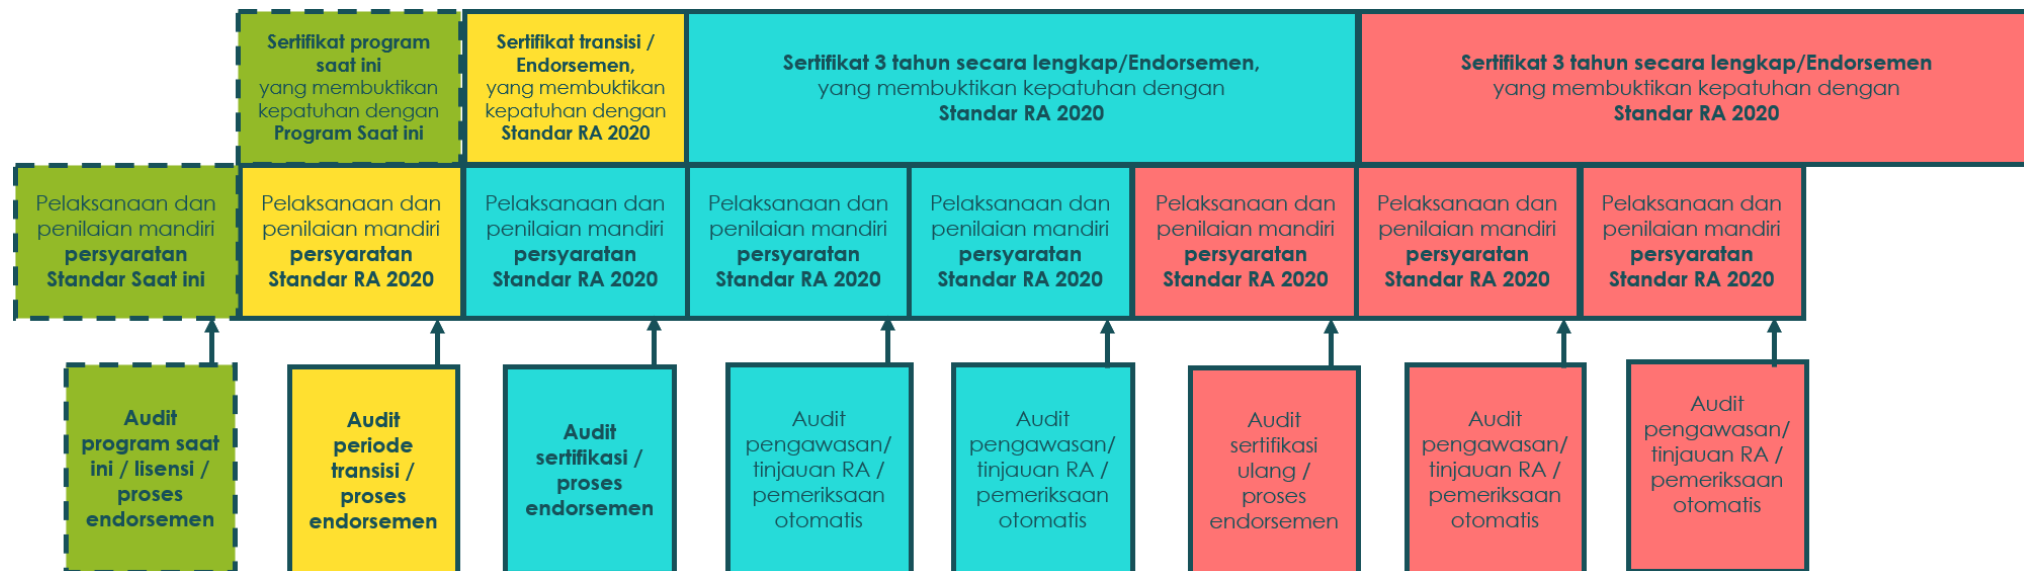 Sertifikat program
saat ini
yang membuktikan
kepatuhan dengan
Program Saat ini
Sertifikat transisi /
Endorsemen,
yang membuktikan
kepatuhan dengan
Standar RA 2020
Sertifikat 3 tahun secara lengkap/Endorsemen,
yang membuktikan kepatuhan dengan
Standar RA 2020
Sertifikat 3 tahun secara lengkap/Endorsemen
yang membuktikan kepatuhan dengan
Standar RA 2020
Pelaksanaan dan
penilaian mandiri
persyaratan
Standar Saat ini
Pelaksanaan dan
penilaian mandiri
persyaratan
Standar RA 2020
Pelaksanaan dan
penilaian mandiri
persyaratan
Standar RA 2020
Pelaksanaan dan
penilaian mandiri
persyaratan
Standar RA 2020
Pelaksanaan dan
penilaian mandiri
persyaratan
Standar RA 2020
Pelaksanaan dan
penilaian mandiri
persyaratan
Standar RA 2020
Pelaksanaan dan
penilaian mandiri
persyaratan
Standar RA 2020
Pelaksanaan dan
penilaian mandiri
persyaratan
Standar RA 2020
Audit
program saat
ini / lisensi /
proses
endorsemen
Audit
periode
transisi /
proses
endorsemen
Audit
sertifikasi /
proses
endorsemen
Audit
pengawasan/
tinjauan RA /
pemeriksaan
otomatis
Audit
pengawasan/
tinjauan RA /
pemeriksaan
otomatis
Audit
sertifikasi
ulang /
proses
endorsemen
Audit
pengawasan/
tinjauan RA /
pemeriksaan
otomatis
Audit
pengawasan/
tinjauan RA /
pemeriksaan
otomatis